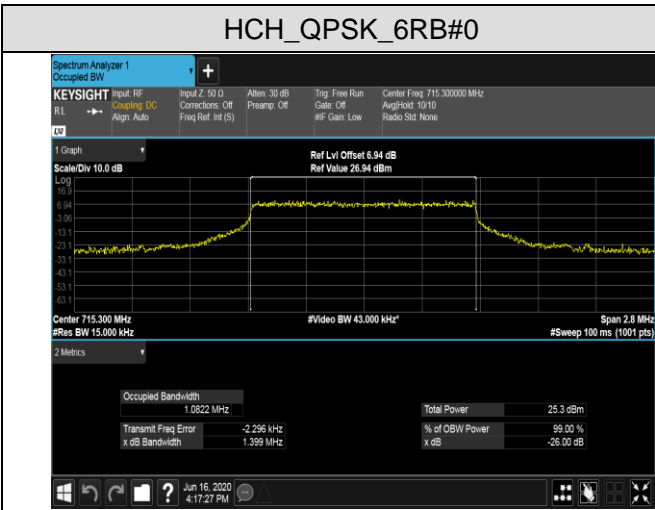 HCH_QPSK_6RB#0
Spectrum Analyzer 1
Occupied BW
+
KEYSIGHT
RL
LXI
Input: RF
Coupling: DC
Align: Auto
Input Z: 50 Ω
Corrections: Off
Freq Ref: Int (S)
Atten: 30 dB
Preamp: Off
Trig: Free Run
Gate: Off
#IF Gain: Low
Center Freq: 715.300000 MHz
Avg|Hold: 10/10
Radio Std: None
1 Graph
Scale/Div 10.0 dB
Ref Lvl Offset 6.94 dB
Ref Value 26.94 dBm
Log
16.9
6.94
-3.06
-13.1
-23.1
-33.1
-43.1
-53.1
-63.1
Center 715.300 MHz
#Video BW 43.000 kHz*
Span 2.8 MHz
#Res BW 15.000 kHz
#Sweep 100 ms (1001 pts)
2 Metrics
Occupied Bandwidth
1.0822 MHz
Total Power 25.3 dBm
Transmit Freq Error -2.296 kHz
% of OBW Power 99.00 %
x dB Bandwidth 1.399 MHz
x dB -26.00 dB
?
Jun 16, 2020
4:17:27 PM